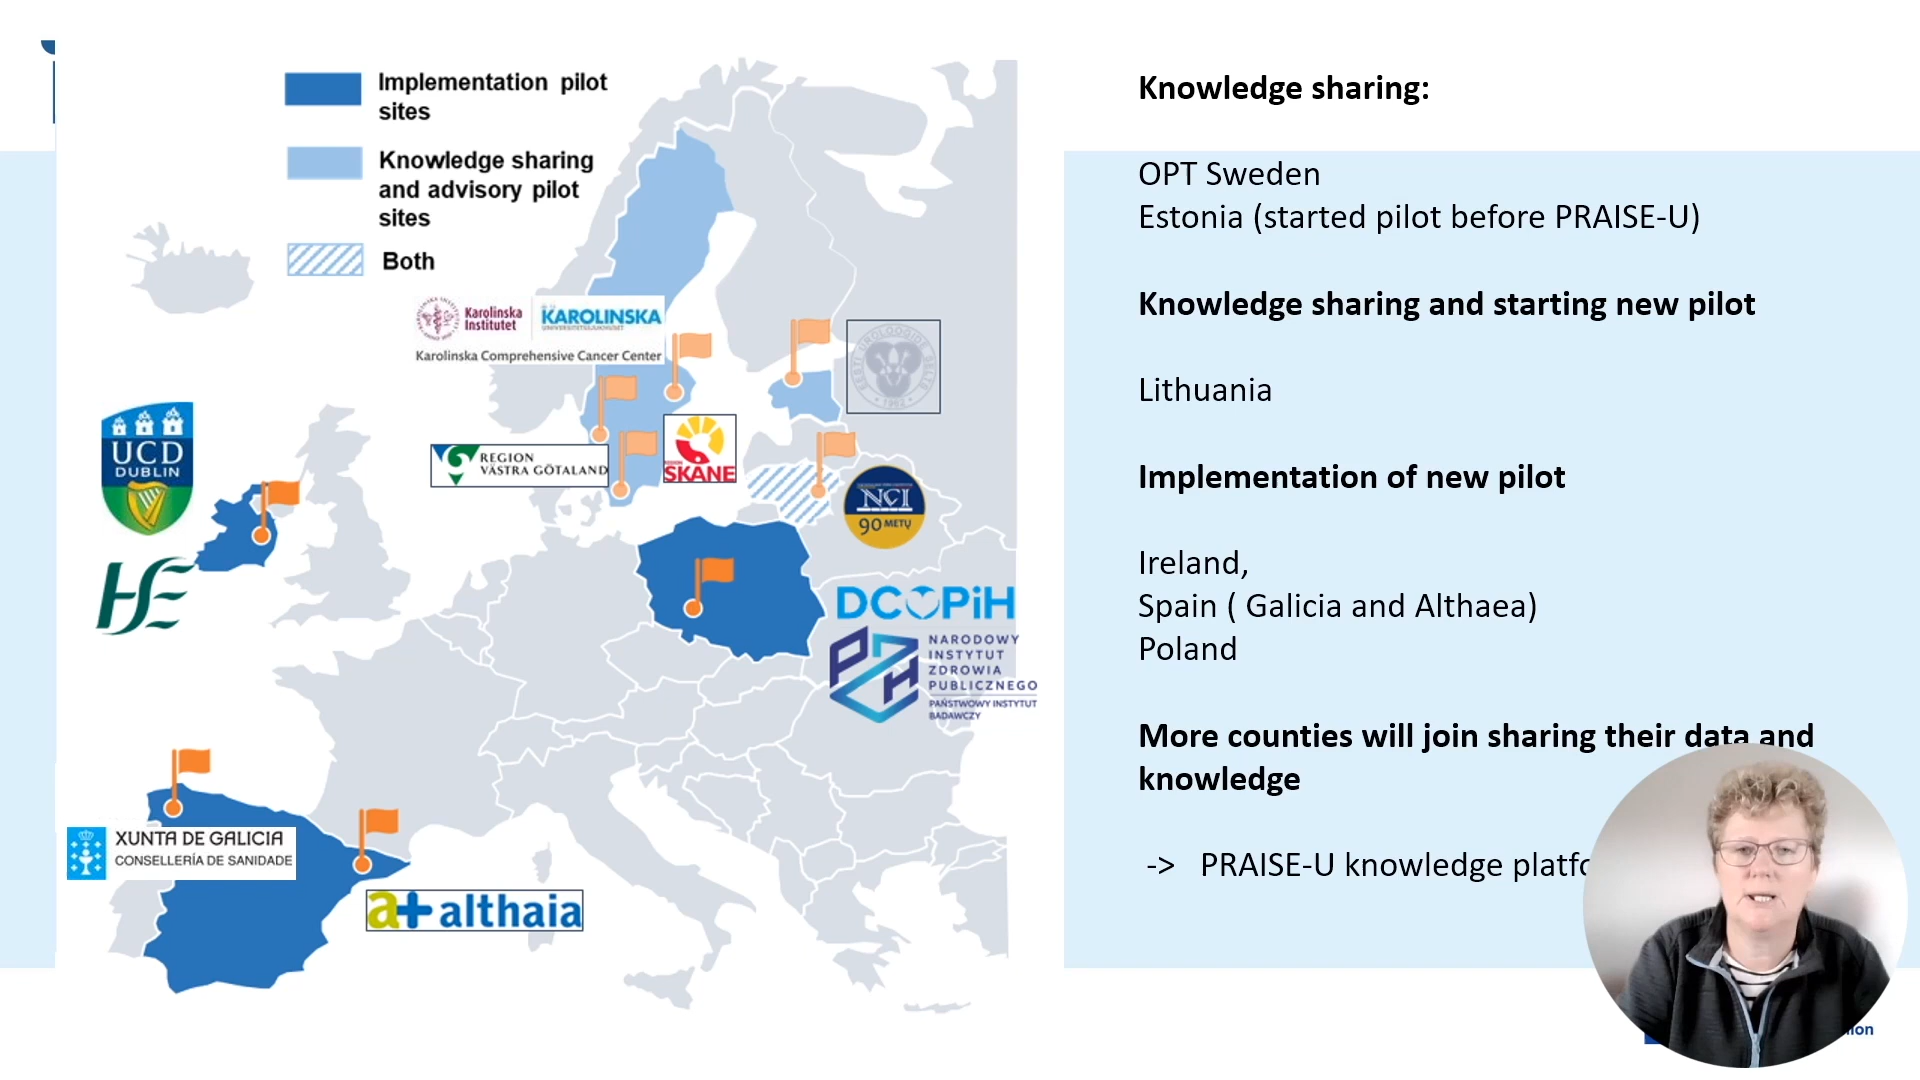 Implementation pilot
sites
Knowledge sharing
and advisory pilot
sites
Both
Karolinska
Institutet
KAROLINSKA
UNIVERSITETSSJUKHUSET
Karolinska Comprehensive Cancer Center
REGION
VÄSTRA GÖTALAND
SKÅNE
UCD
DUBLIN
NCI
90 METŲ
DCOPiH
PZH
NARODOWY
INSTYTUT
ZDROWIA
PUBLICZNEGO
PAŃSTWOWY INSTYTUT
BADAWCZY
XUNTA DE GALICIA
CONSELLERÍA DE SANIDADE
a+ althaia
Knowledge sharing:
OPT Sweden
Estonia (started pilot before PRAISE-U)
Knowledge sharing and starting new pilot
Lithuania
Implementation of new pilot
Ireland,
Spain ( Galicia and Althaea)
Poland
More counties will join sharing their data and
knowledge
-> PRAISE-U knowledge